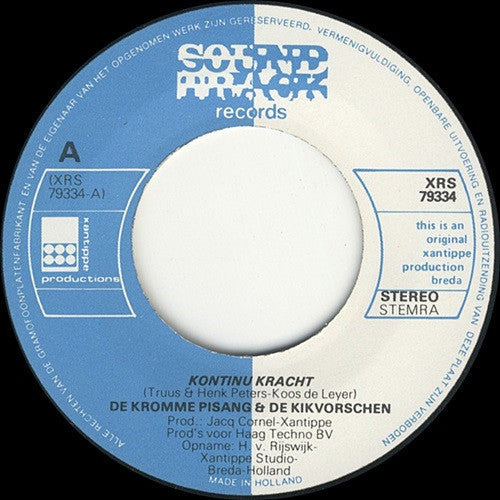 ALLE RECHTEN VAN DE GRAMOFOONPLATENFABRIKANT EN VAN DE EIGENAAR VAN HET OPGENOMEN WERK ZIJN GERESERVEERD, VERMENIGVULDIGING, OPENBARE UITVOERING EN RADIOUITZENDING VAN DEZE PLAAT ZIJN VERBODEN
SOUND
TRACK
records
A
(XRS
79334-A)
xantippe
productions
XRS
79334
this is an
original
xantippe
production
breda
STEREO
STEMRA
KONTINU KRACHT
(Truus & Henk Peters-Koos de Leyer)
DE KROMME PISANG & DE KIKVORSCHEN
Prod.: Jacq Cornel-Xantippe
Prod's voor Haag Techno BV
Opname: H. v. Rijswijk-
Xantippe Studio-
Breda-Holland
MADE IN HOLLAND